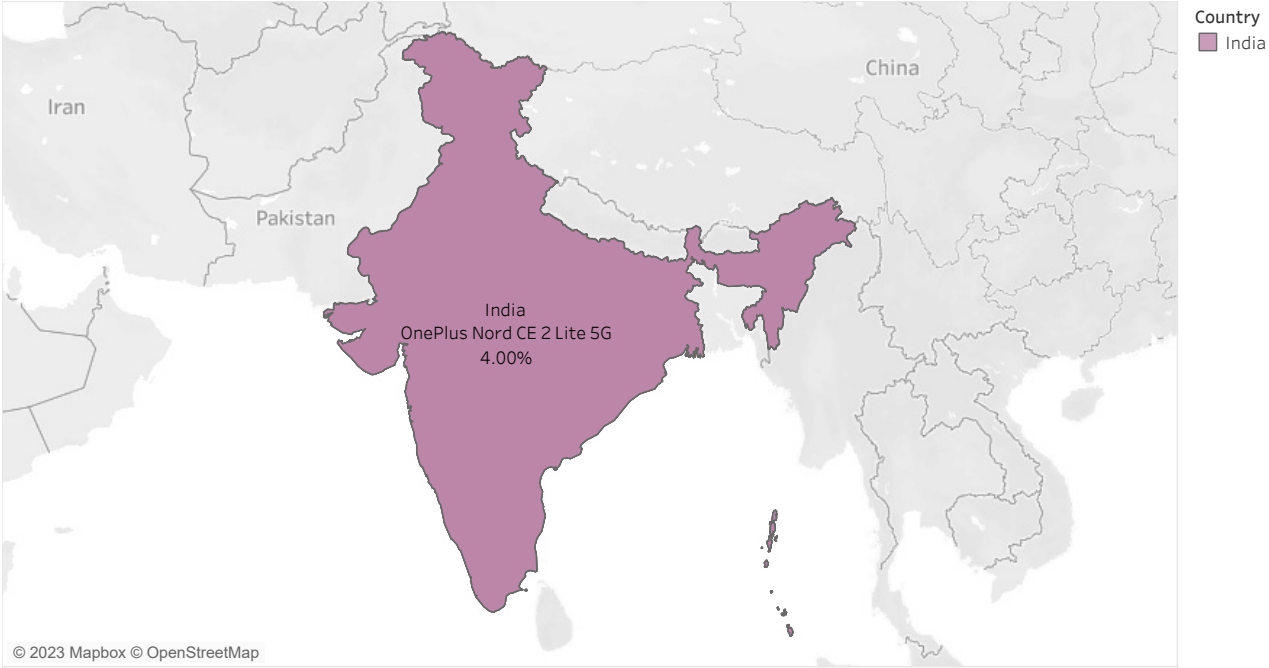 Country
India
China
Iran
Pakistan
India
OnePlus Nord CE 2 Lite 5G
4.00%
© 2023 Mapbox © OpenStreetMap